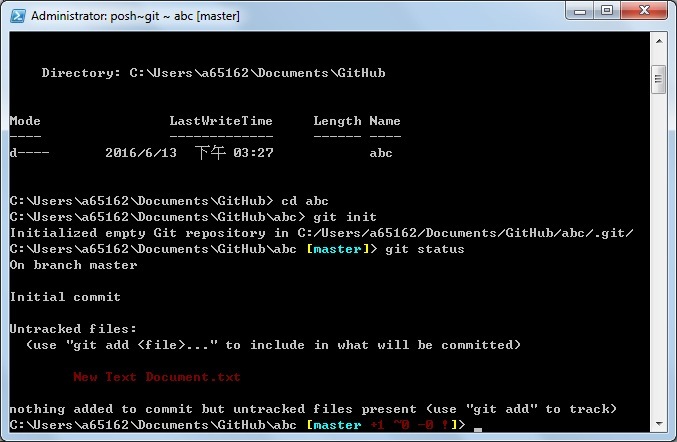 Administrator: posh~git ~ abc [master]
Directory: C:\Users\a65162\Documents\GitHub
Mode                LastWriteTime     Length Name
----                -------------     ------ ----
d----        2016/6/13  下午 03:27            abc
C:\Users\a65162\Documents\GitHub> cd abc
C:\Users\a65162\Documents\GitHub\abc> git init
Initialized empty Git repository in C:/Users/a65162/Documents/GitHub/abc/.git/
C:\Users\a65162\Documents\GitHub\abc [master]> git status
On branch master
Initial commit
Untracked files:
(use "git add <file>..." to include in what will be committed)
New Text Document.txt
nothing added to commit but untracked files present (use "git add" to track)
C:\Users\a65162\Documents\GitHub\abc [master +1 ~0 -0 !]> _